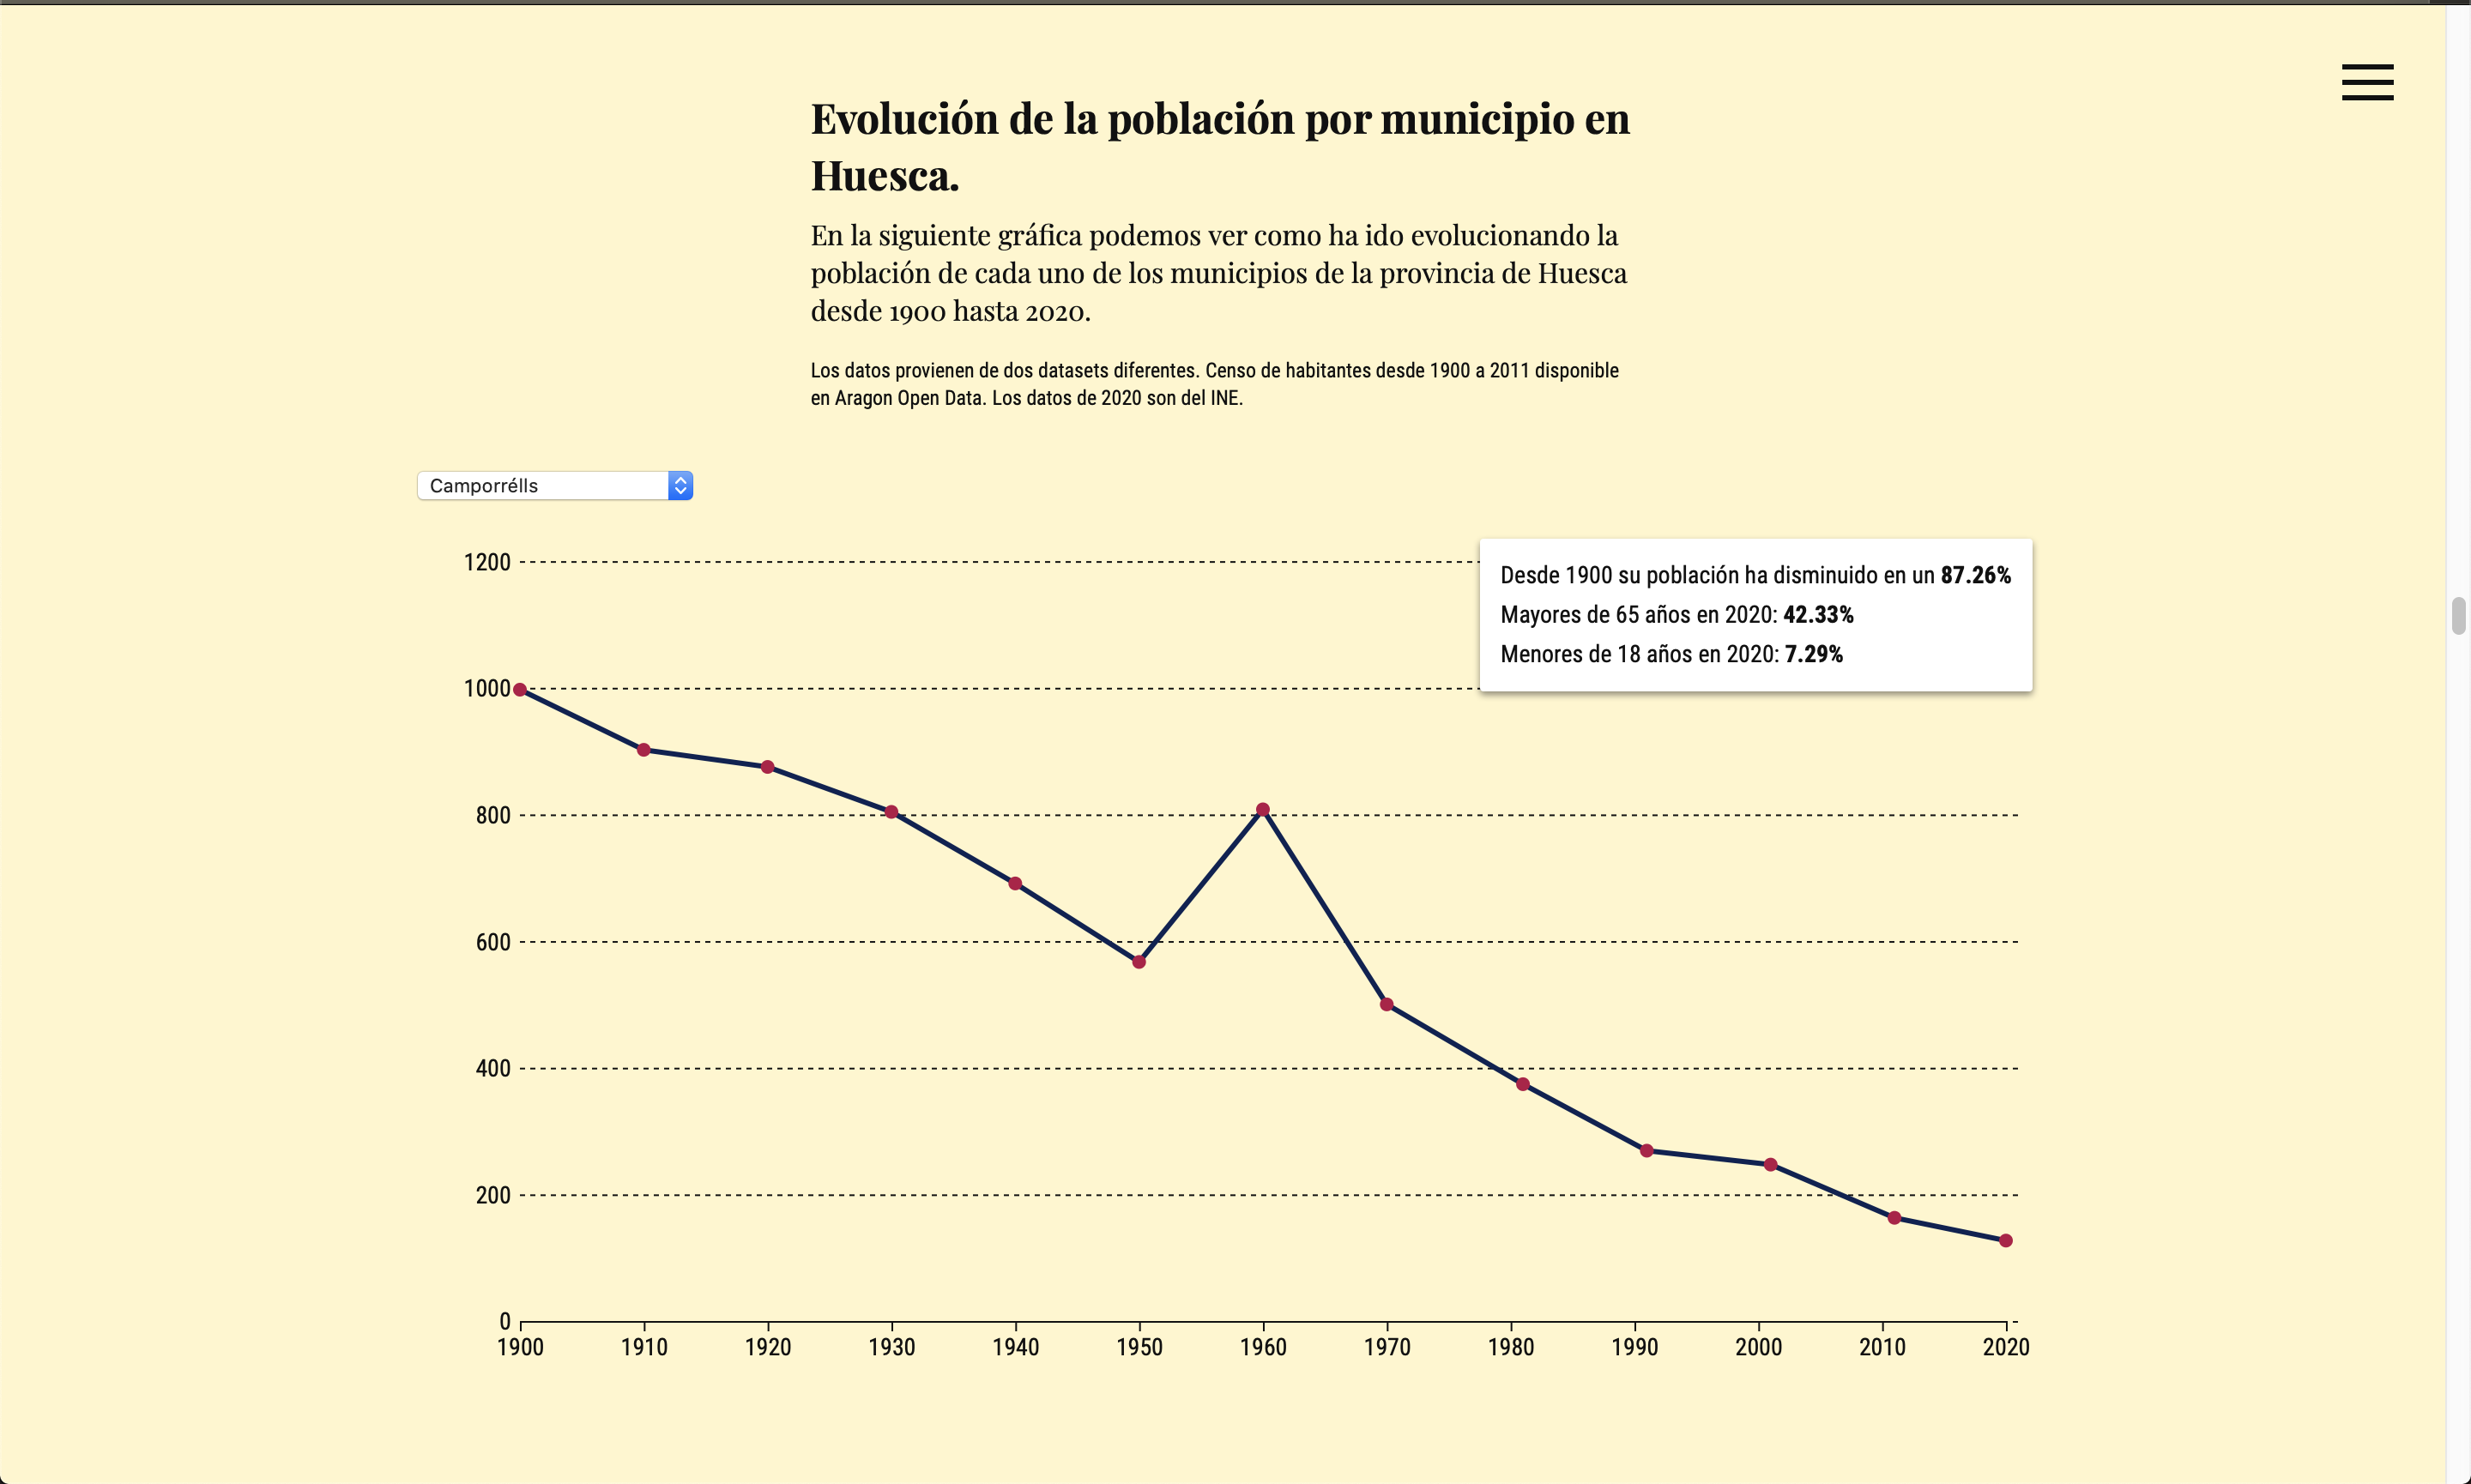 Evolución de la población por municipio en
Huesca.
En la siguiente gráfica podemos ver como ha ido evolucionando la
población de cada uno de los municipios de la provincia de Huesca
desde 1900 hasta 2020.
Los datos provienen de dos datasets diferentes. Censo de habitantes desde 1900 a 2011 disponible
en Aragon Open Data. Los datos de 2020 son del INE.
Camporrélls
Desde 1900 su población ha disminuido en un 87.26%
Mayores de 65 años en 2020: 42.33%
Menores de 18 años en 2020: 7.29%
1200
1000
800
600
400
200
0
1900 1910 1920 1930 1940 1950 1960 1970 1980 1990 2000 2010 2020